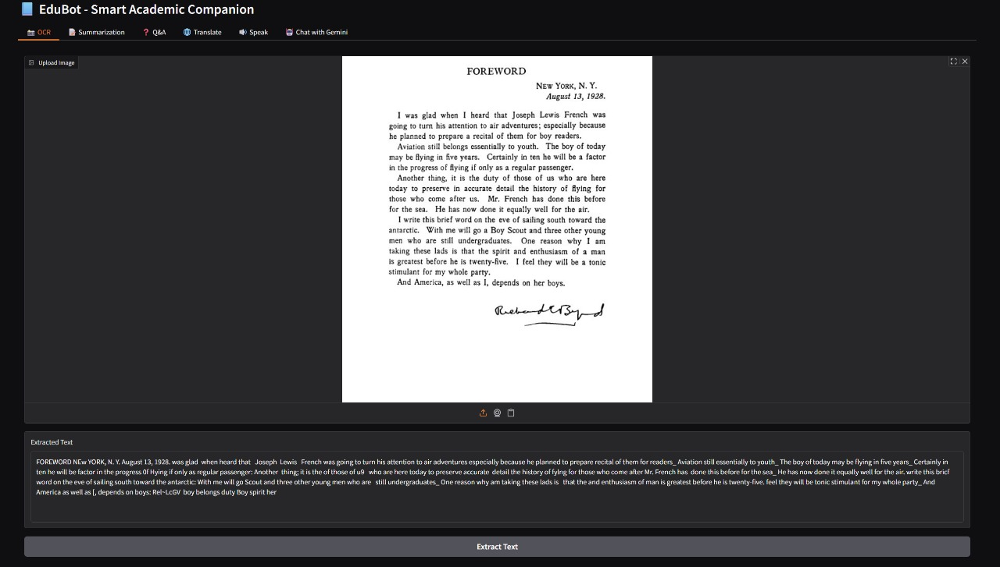 EduBot - Smart Academic Companion
OCR
Summarization
Q&A
Translate
Speak
Chat with Gemini
Upload Image
FOREWORD
NEW YORK, N. Y.
August 13, 1928.
I was glad when I heard that Joseph Lewis French was
going to turn his attention to air adventures; especially because
he planned to prepare a recital of them for boy readers.
Aviation still belongs essentially to youth. The boy of today
may be flying in five years. Certainly in ten he will be a factor
in the progress of flying if only as a regular passenger.
Another thing, it is the duty of those of us who are here
today to preserve in accurate detail the history of flying for
those who come after us. Mr. French has done this before
for the sea. He has now done it equally well for the air.
I write this brief word on the eve of sailing south toward the
antarctic. With me will go a Boy Scout and three other young
men who are still undergraduates. One reason why I am
taking these lads is that the spirit and enthusiasm of a man
is greatest before he is twenty-five. I feel they will be a tonic
stimulant for my whole party.
And America, as well as I, depends on her boys.
Richard E Byrd
Extracted Text
FOREWORD NEw YORK, N. Y. August 13, 1928. was glad when heard that Joseph Lewis French was going to turn his attention to air adventures especially because he planned to prepare recital of them for boy readers_ Aviation still essentially to youth_ The boy of today may be flying in five years_ Certainly in
ten he will be factor in the progress 0f Hying if only as regular passenger: Another thing; it is the of those of u9 who are here today to preserve accurate detail the history of fylng for those who come after Mr. French has done this before for the sea_ He has now done it equally well for the air. write this bricf
word on the eve of sailing south toward the antarctic: With me will go Scout and three other young men who are still undergraduates_ One reason why am taking these lads is that the and enthusiasm of man is greatest before he is twenty-five. feel they will be tonic stimulant for my whole party_ And
America as well as [, depends on boys: Rel~LcGV boy belongs duty Boy spirit her
Extract Text